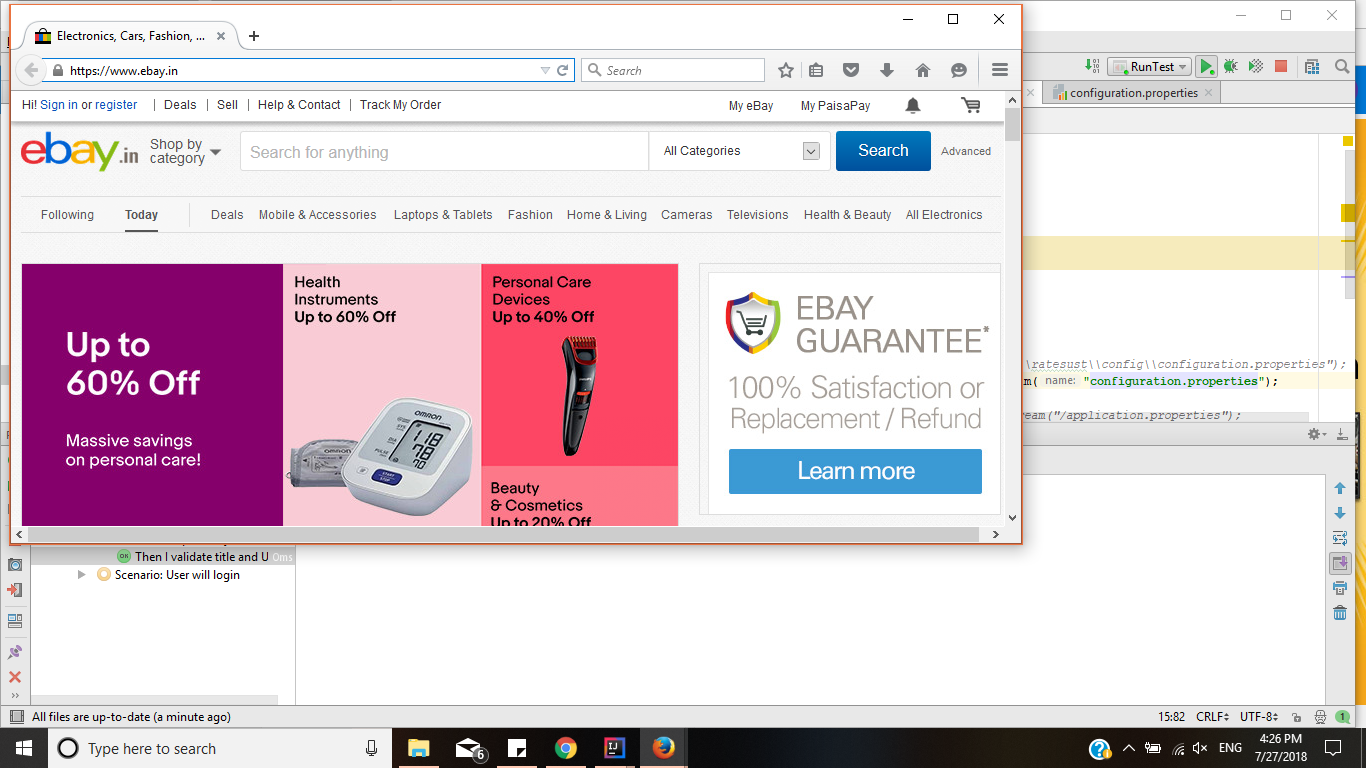 Electronics, Cars, Fashion, ...
https://www.ebay.in
Search
RunTest
configuration.properties
Hi! Sign in or register | Deals | Sell | Help & Contact | Track My Order
My eBay My PaisaPay
ebay.in
Shop by
category
Search for anything
All Categories
Search
Advanced
Following Today Deals Mobile & Accessories Laptops & Tablets Fashion Home & Living Cameras Televisions Health & Beauty All Electronics
Up to
60% Off
Massive savings
on personal care!
Health
Instruments
Up to 60% Off
OMRON
118
78
70
Personal Care
Devices
Up to 40% Off
Beauty
& Cosmetics
Up to 20% Off
EBAY
GUARANTEE*
100% Satisfaction or
Replacement / Refund
Learn more
\ratesust\\config\\configuration.properties");
m( name: "configuration.properties");
ream("/application.properties");
Then I validate title and U 0ms
Scenario: User will login
All files are up-to-date (a minute ago)
15:82 CRLF UTF-8 1
Type here to search
6
ENG
4:26 PM
7/27/2018